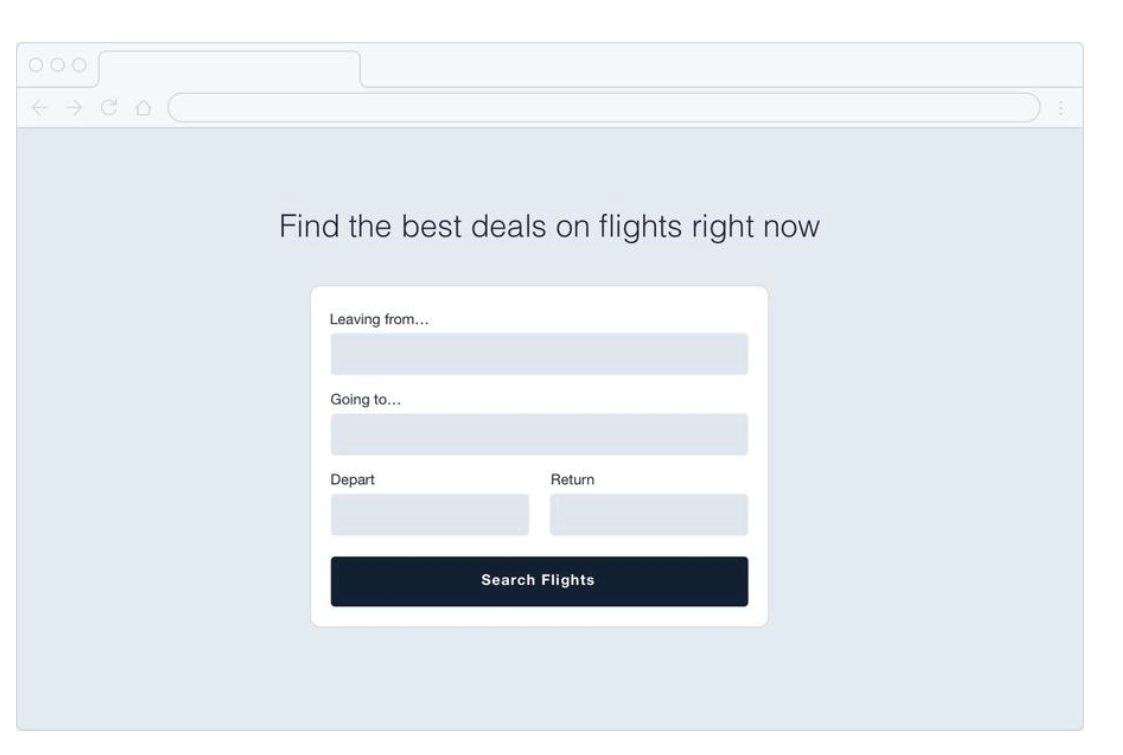 Find the best deals on flights right now
Leaving from…
Going to…
Depart
Return
Search Flights